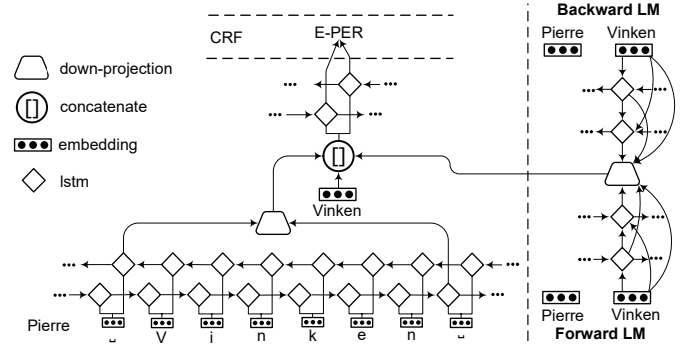 Backward LM
Pierre Vinken
CRF E-PER
down-projection
[] concatenate
embedding
lstm
[]
Vinken
Pierre
␣ V i n k e n ␣
Pierre Vinken
Forward LM